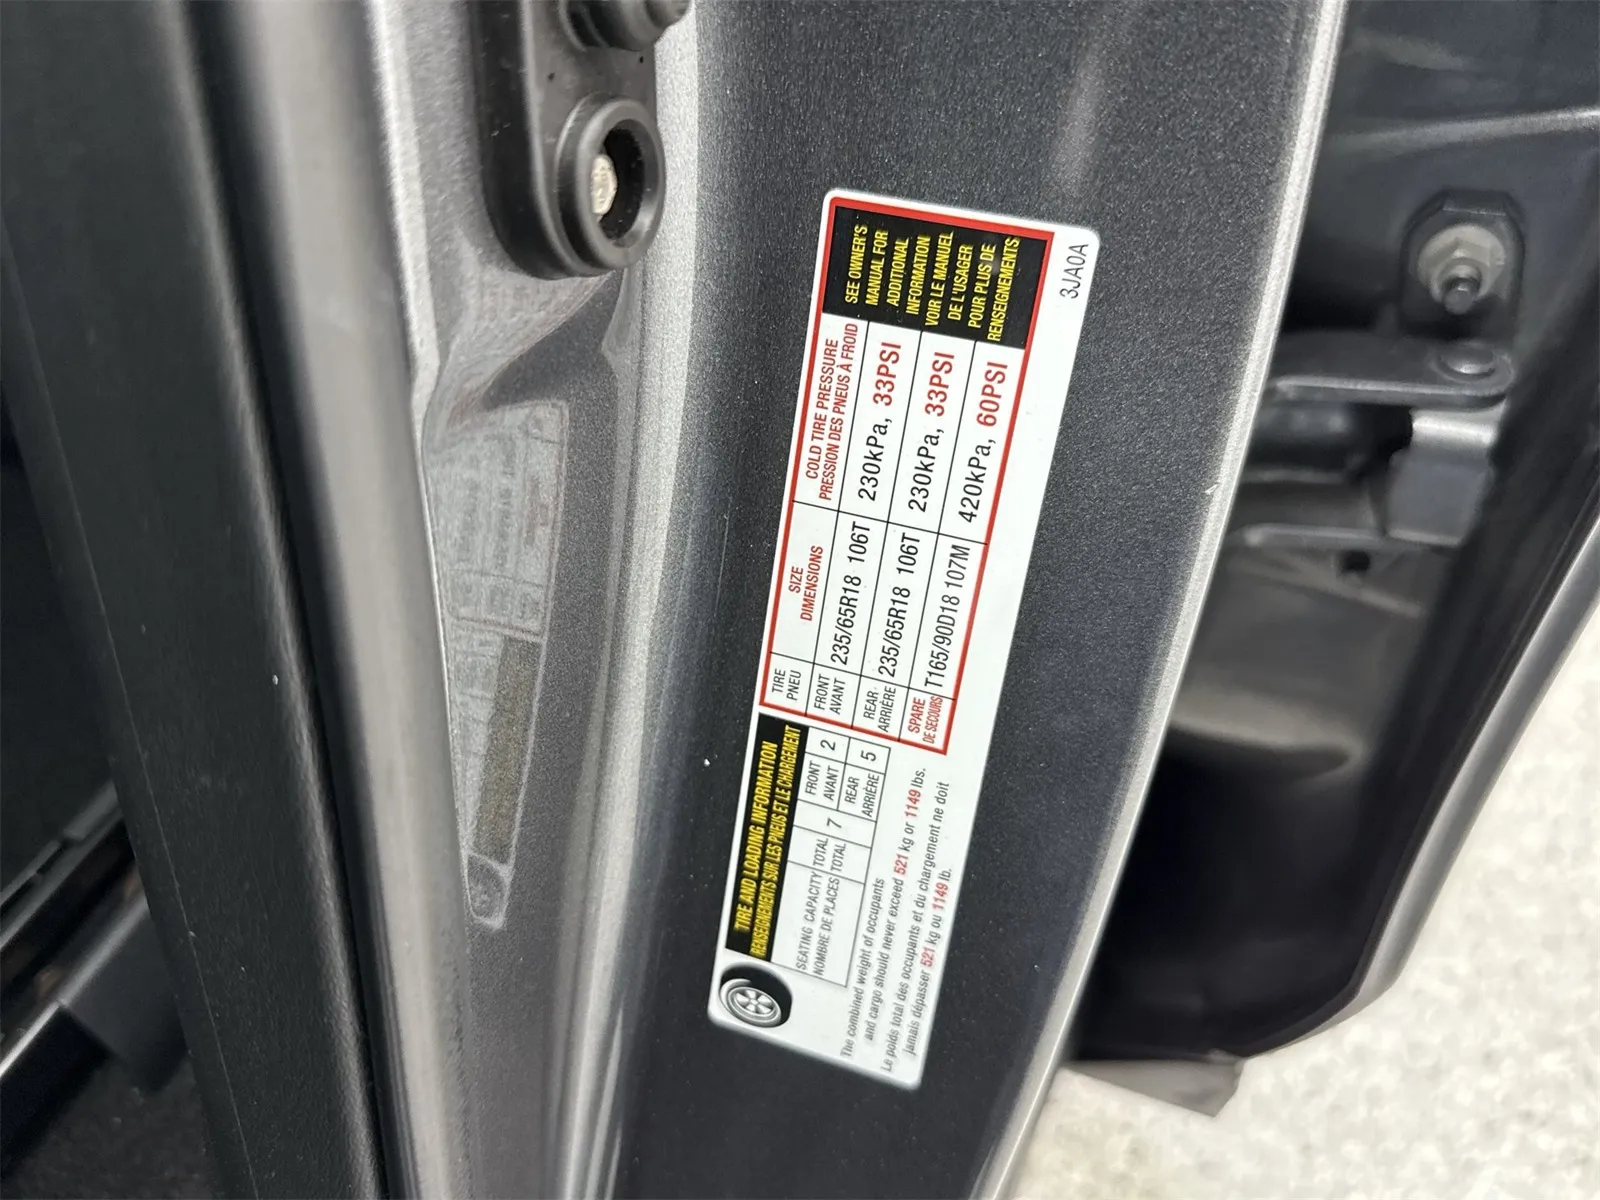 TIRE AND LOADING INFORMATION
RENSEIGNEMENTS SUR LES PNEUS ET LE CHARGEMENT
SEATING CAPACITY TOTAL 7 FRONT 2
NOMBRE DE PLACES TOTAL AVANT
REAR 5
ARRIÈRE
The combined weight of occupants
and cargo should never exceed 521 kg or 1149 lbs.
Le poids total des occupants et du chargement ne doit
jamais dépasser 521 kg ou 1149 lb.
TIRE SIZE COLD TIRE PRESSURE
PNEU DIMENSIONS PRESSION DES PNEUS À FROID
FRONT 235/65R18 106T 230kPa, 33PSI
AVANT
REAR 235/65R18 106T 230kPa, 33PSI
ARRIÈRE
SPARE T165/90D18 107M 420kPa, 60PSI
DE SECOURS
SEE OWNER'S
MANUAL FOR
ADDITIONAL
INFORMATION
VOIR LE MANUEL
DE L'USAGER
POUR PLUS DE
RENSEIGNEMENTS
3JA0A